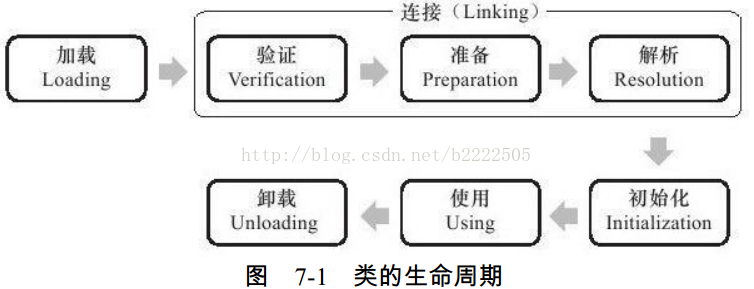 连接（Linking）
加载
Loading
验证
Verification
准备
Preparation
解析
Resolution
http://blog.csdn.net/b2222505
卸载
Unloading
使用
Using
初始化
Initialization
图 7-1 类的生命周期